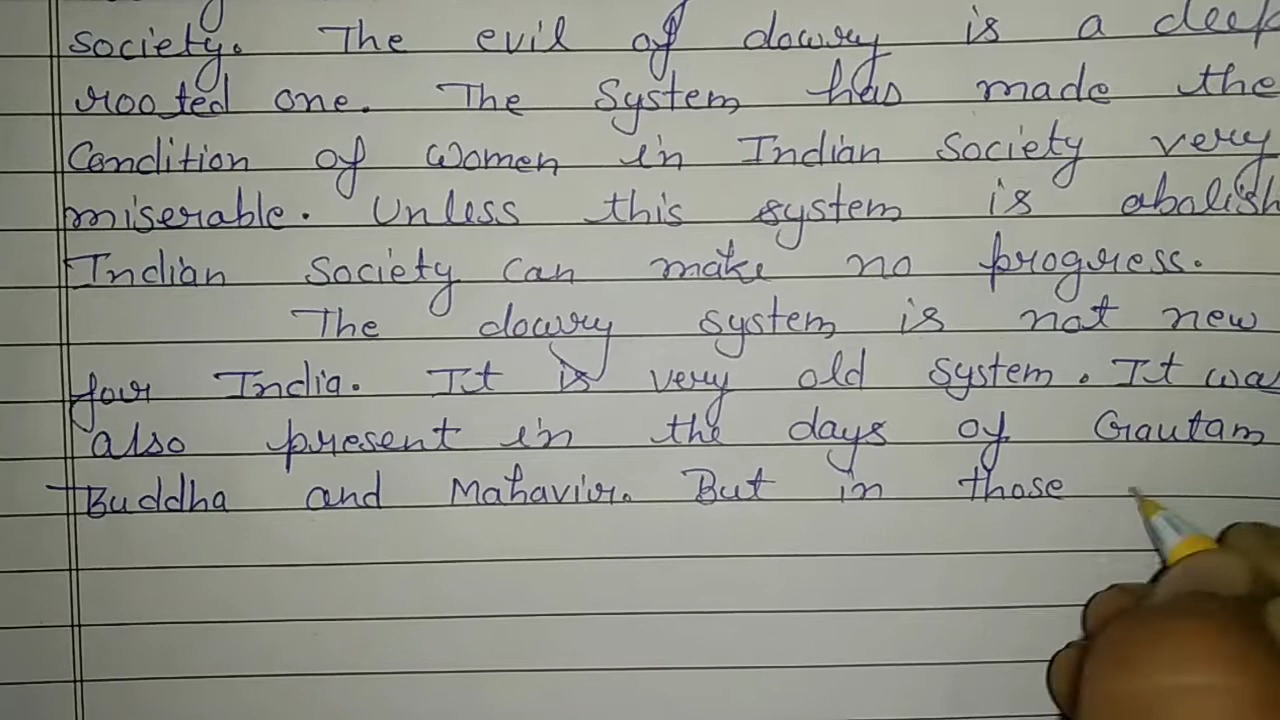 society. The evil of dowry is a deep
rooted one. The System has made the
Condition of women in Indian Society very
miserable. Unless this system is abolish
Indian Society can make no progress.
The dowry system is not new
for India. It is very old system. It was
also present in the days of Gautam
Buddha and Mahavir. But in those